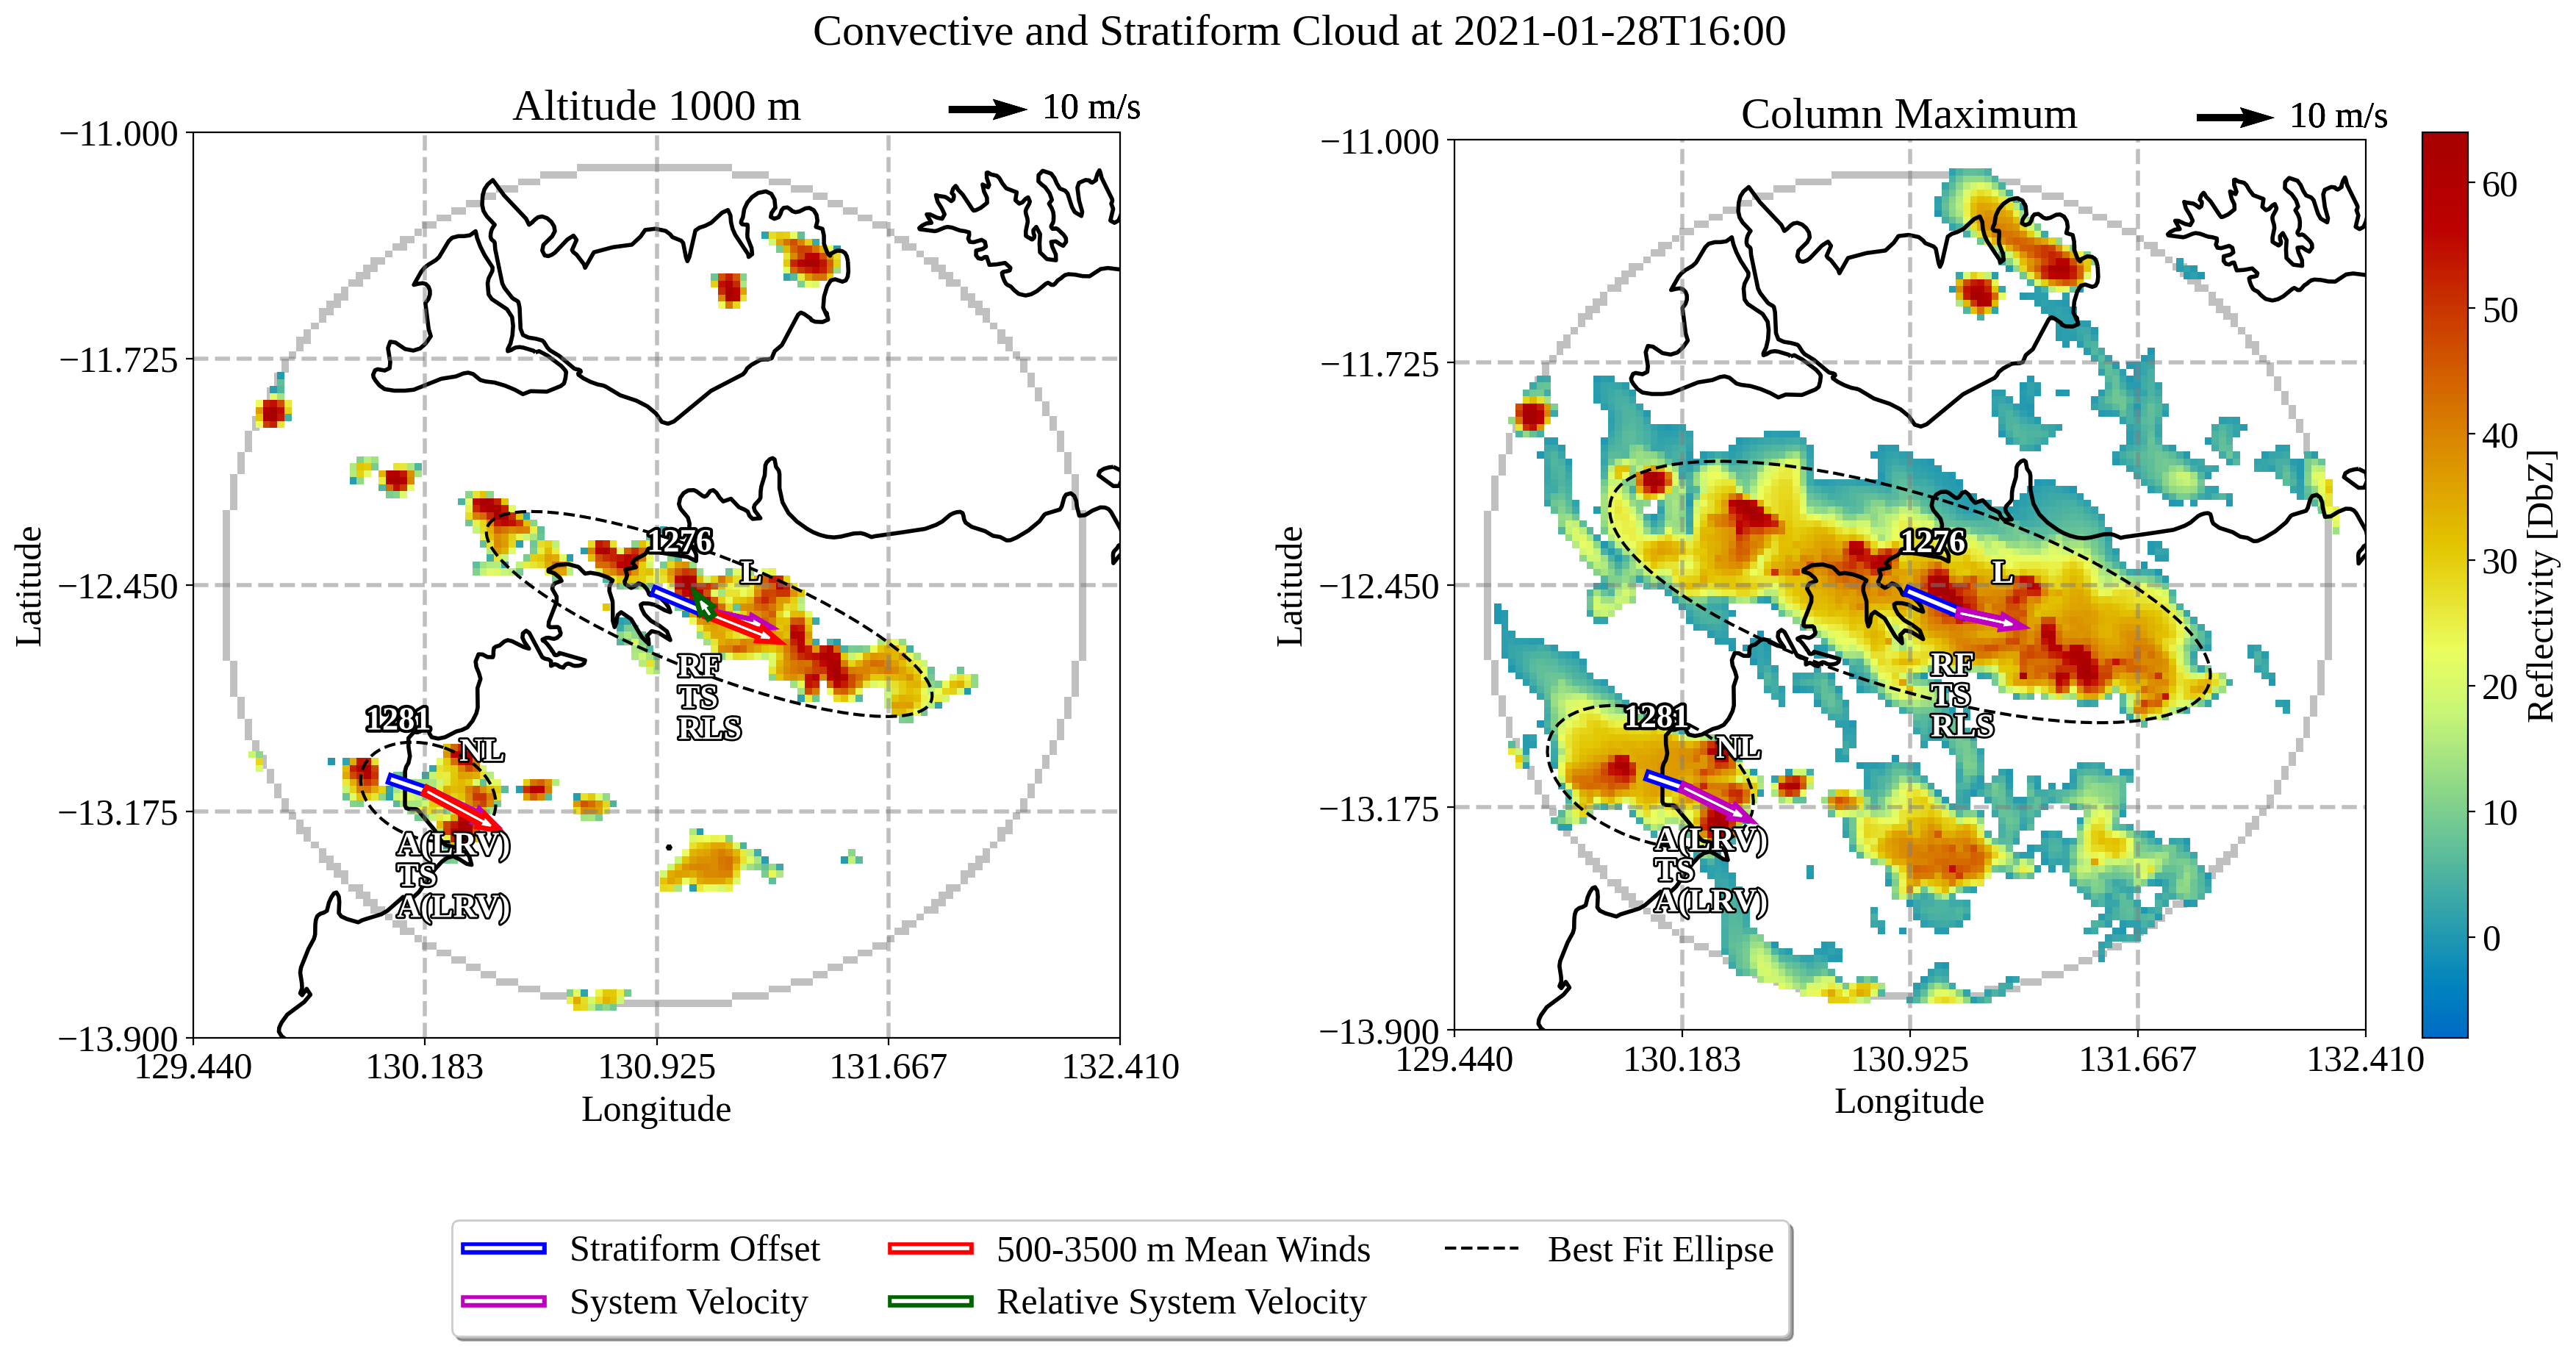 Convective and Stratiform Cloud at 2021-01-28T16:00
Altitude 1000 m
10 m/s
−11.000
−11.725
−12.450
−13.175
−13.900
129.440
130.183
130.925
131.667
132.410
Latitude
Longitude
1276
L
RF
TS
RLS
1281
NL
A(LRV)
TS
A(LRV)
Column Maximum
10 m/s
−11.000
−11.725
−12.450
−13.175
−13.900
129.440
130.183
130.925
131.667
132.410
Latitude
Longitude
1276
L
RF
TS
RLS
1281
NL
A(LRV)
TS
A(LRV)
60
50
40
30
20
10
0
Reflectivity [DbZ]
Stratiform Offset
System Velocity
500-3500 m Mean Winds
Relative System Velocity
Best Fit Ellipse